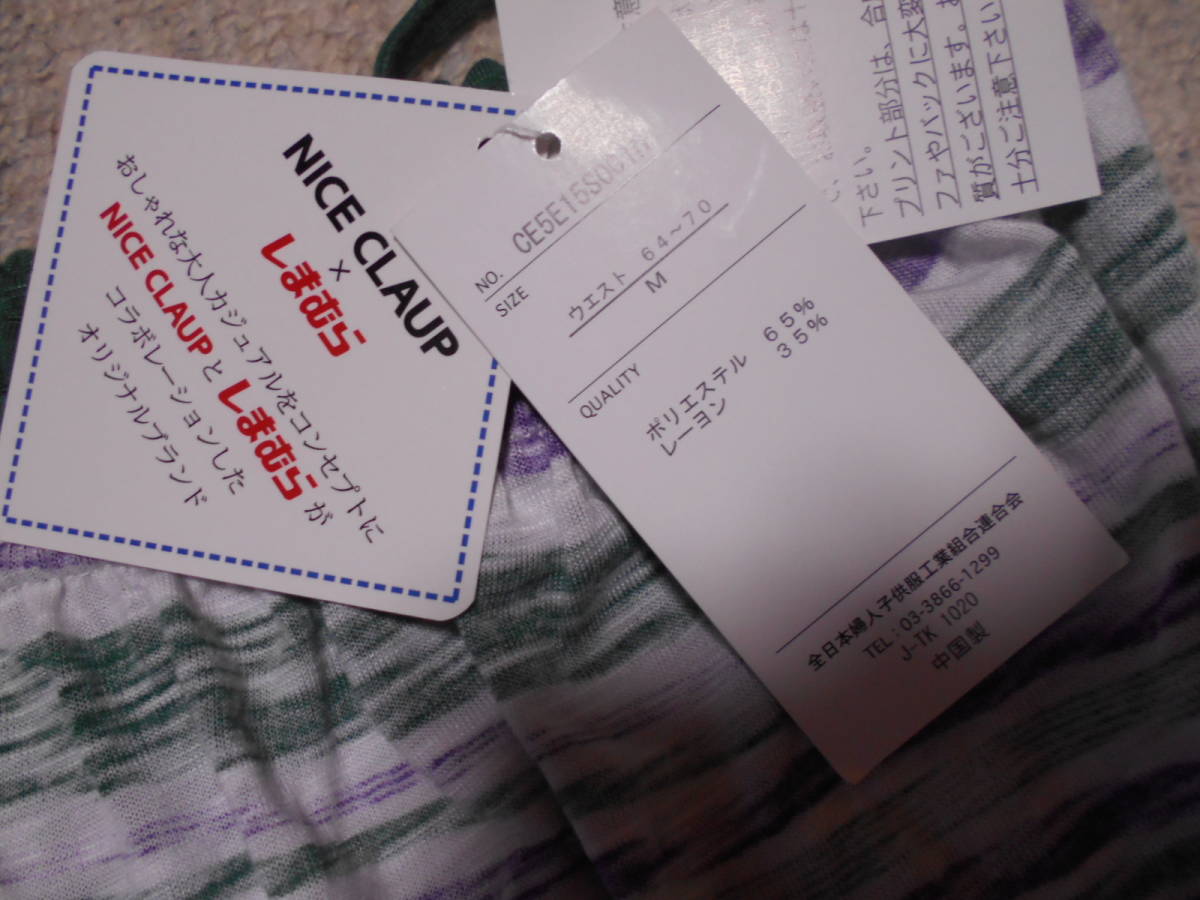 NICE CLAUP
×
しまむら
おしゃれな大人カジュアルをコンセプトに
NICE CLAUPとしまむらが
コラボレーションした
オリジナルブランド
NO.
SIZE
ウエスト 64～70
M
QUALITY
ポリエステル 65%
レーヨン 35%
全日本婦人子供服工業組合連合会
TEL：03-3866-1299
J-TK 1020
中国製
下さい。
プリント部分は、
ファやバックに大変
質がございます。
十分ご注意下さい